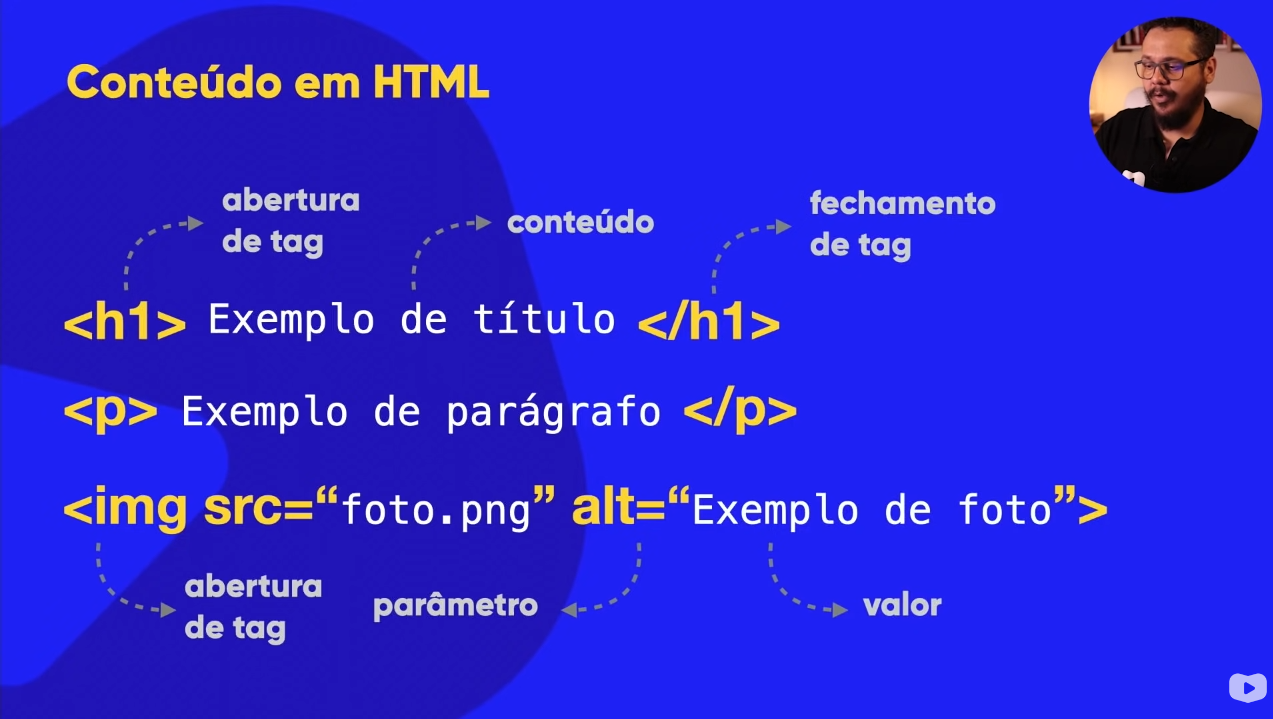 Conteúdo em HTML
abertura
de tag
conteúdo
fechamento
de tag
<h1> Exemplo de título </h1>
<p> Exemplo de parágrafo </p>
<img src=“foto.png” alt=“Exemplo de foto”>
abertura
de tag
parâmetro
valor